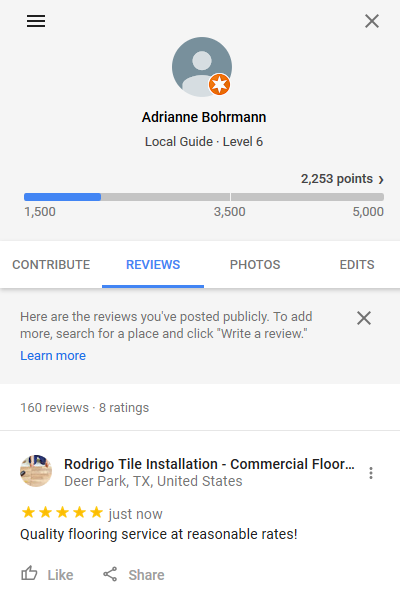 Adrianne Bohrmann
Local Guide · Level 6
2,253 points ›
1,500 3,500 5,000
CONTRIBUTE REVIEWS PHOTOS EDITS
Here are the reviews you've posted publicly. To add
more, search for a place and click "Write a review."
Learn more
160 reviews · 8 ratings
Rodrigo Tile Installation - Commercial Floor...
Deer Park, TX, United States
just now
Quality flooring service at reasonable rates!
Like Share